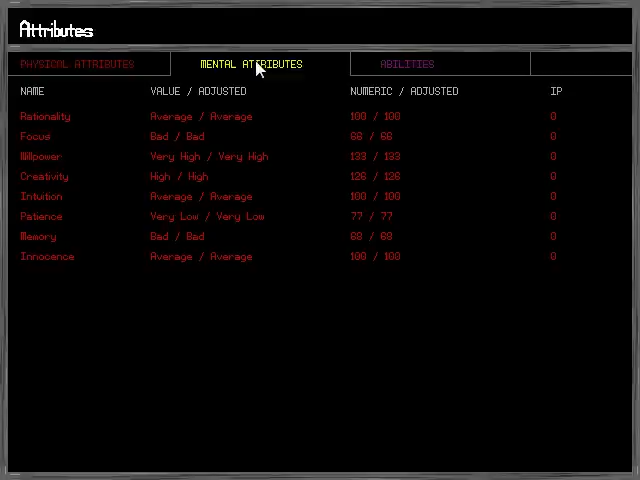 Attributes
PHYSICAL ATTRIBUTES MENTAL ATTRIBUTES ABILITIES
NAME VALUE / ADJUSTED NUMERIC / ADJUSTED IP
Rationality Average / Average 100 / 100 0
Focus Bad / Bad 66 / 66 0
Willpower Very High / Very High 133 / 133 0
Creativity High / High 126 / 126 0
Intuition Average / Average 100 / 100 0
Patience Very Low / Very Low 77 / 77 0
Memory Bad / Bad 68 / 68 0
Innocence Average / Average 100 / 100 0